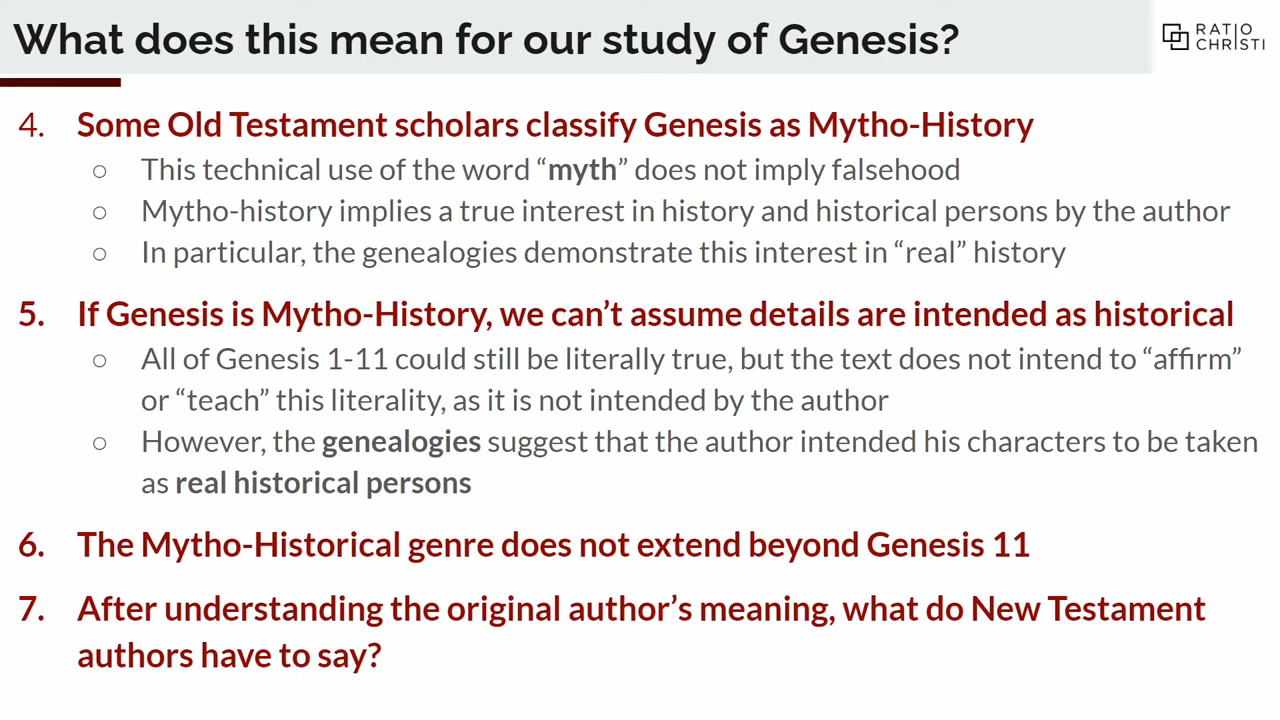 What does this mean for our study of Genesis?
RATIO
CHRISTI
4. Some Old Testament scholars classify Genesis as Mytho-History
○ This technical use of the word “myth” does not imply falsehood
○ Mytho-history implies a true interest in history and historical persons by the author
○ In particular, the genealogies demonstrate this interest in “real” history
5. If Genesis is Mytho-History, we can’t assume details are intended as historical
○ All of Genesis 1-11 could still be literally true, but the text does not intend to “affirm”
or “teach” this literality, as it is not intended by the author
○ However, the genealogies suggest that the author intended his characters to be taken
as real historical persons
6. The Mytho-Historical genre does not extend beyond Genesis 11
7. After understanding the original author’s meaning, what do New Testament
authors have to say?